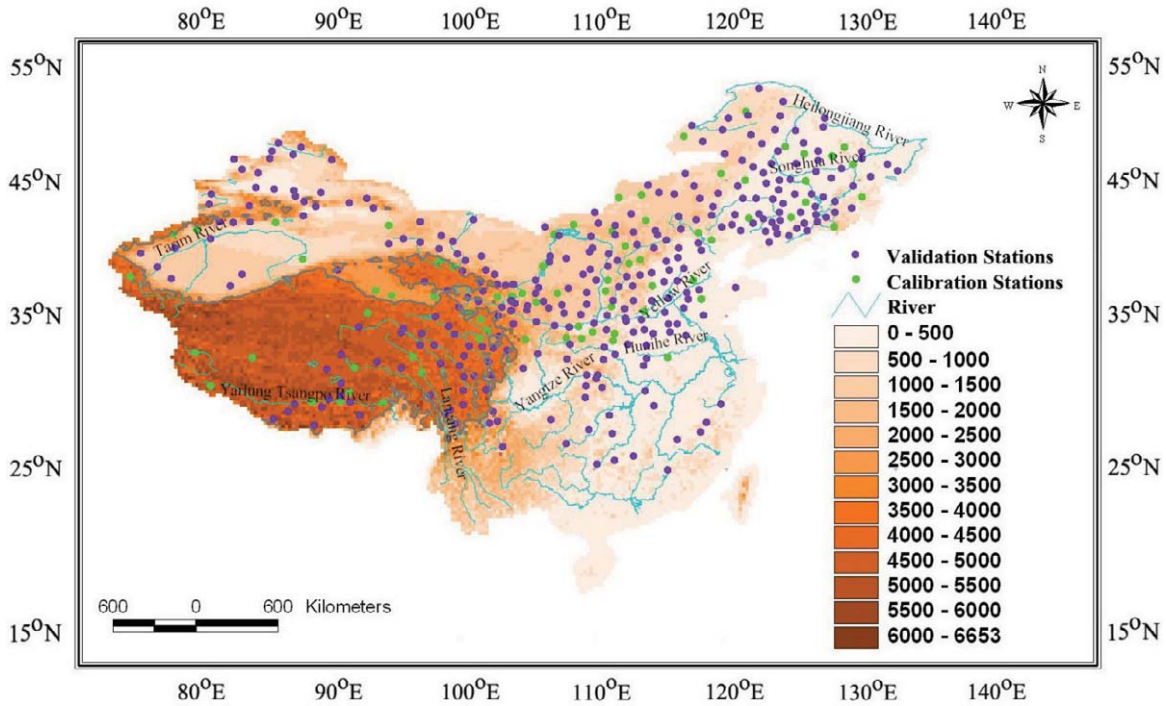 80°E 90°E 100°E 110°E 120°E 130°E 140°E
55°N 55°N
N
W E
S
Heilongjiang River
Songhua River
45°N 45°N
Tarim River
Validation Stations
Calibration Stations
River
Yellow River
35°N 35°N
0 - 500
Huaihe River
500 - 1000
Yangtze River
1000 - 1500
Yarlung Tsangpo River
Lancang River
1500 - 2000
2000 - 2500
25°N 25°N
2500 - 3000
3000 - 3500
3500 - 4000
4000 - 4500
4500 - 5000
5000 - 5500
5500 - 6000
6000 - 6653
600 0 600 Kilometers
15°N 15°N
80°E 90°E 100°E 110°E 120°E 130°E 140°E